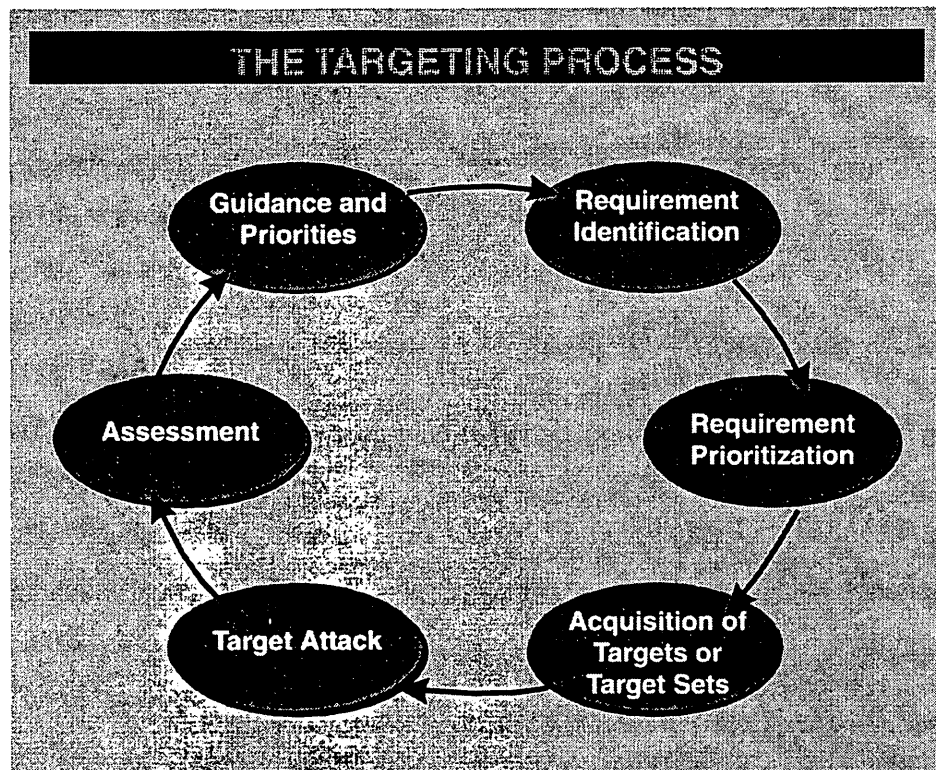 THE TARGETING PROCESS
Guidance and
Priorities
Requirement
Identification
Requirement
Prioritization
Acquisition of
Targets or
Target Sets
Target Attack
Assessment